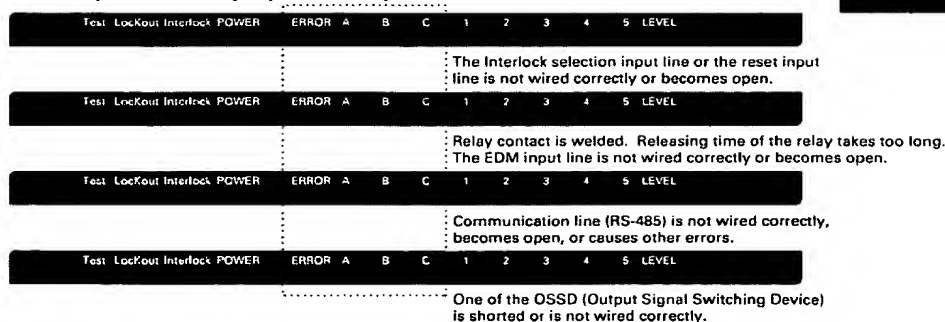 Test LocKout Interlock POWER ERROR A B C 1 2 3 4 5 LEVEL
The Interlock selection input line or the reset input
line is not wired correctly or becomes open.
Test LocKout Interlock POWER ERROR A B C 1 2 3 4 5 LEVEL
Relay contact is welded. Releasing time of the relay takes too long.
The EDM input line is not wired correctly or becomes open.
Test LocKout Interlock POWER ERROR A B C 1 2 3 4 5 LEVEL
Communication line (RS-485) is not wired correctly,
becomes open, or causes other errors.
Test LocKout Interlock POWER ERROR A B C 1 2 3 4 5 LEVEL
One of the OSSD (Output Signal Switching Device)
is shorted or is not wired correctly.